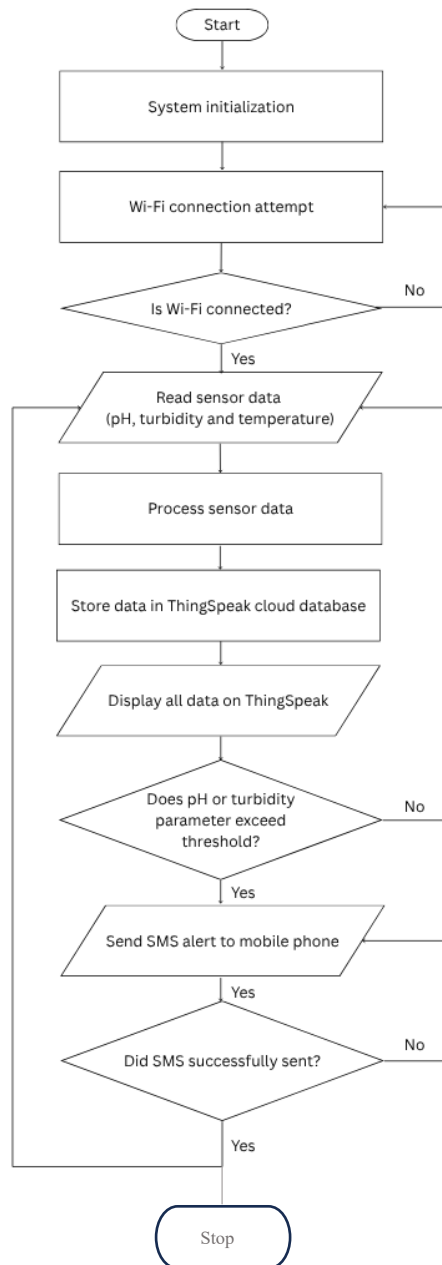 Start
System initialization
Wi-Fi connection attempt
Is Wi-Fi connected?
No
Yes
Read sensor data
(pH, turbidity and temperature)
Process sensor data
Store data in ThingSpeak cloud database
Display all data on ThingSpeak
Does pH or turbidity
parameter exceed
threshold?
No
Yes
Send SMS alert to mobile phone
Yes
Did SMS successfully sent?
No
Yes
Stop